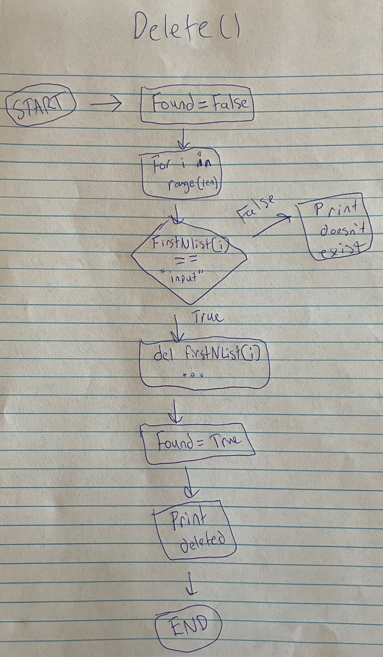 Delete()
START
Found = False
For i in
range(len)
FirstNlist(i)
==
"input"
False
Print
doesn't
exist
True
del firstNList(i)
...
Found = True
Print
deleted
END